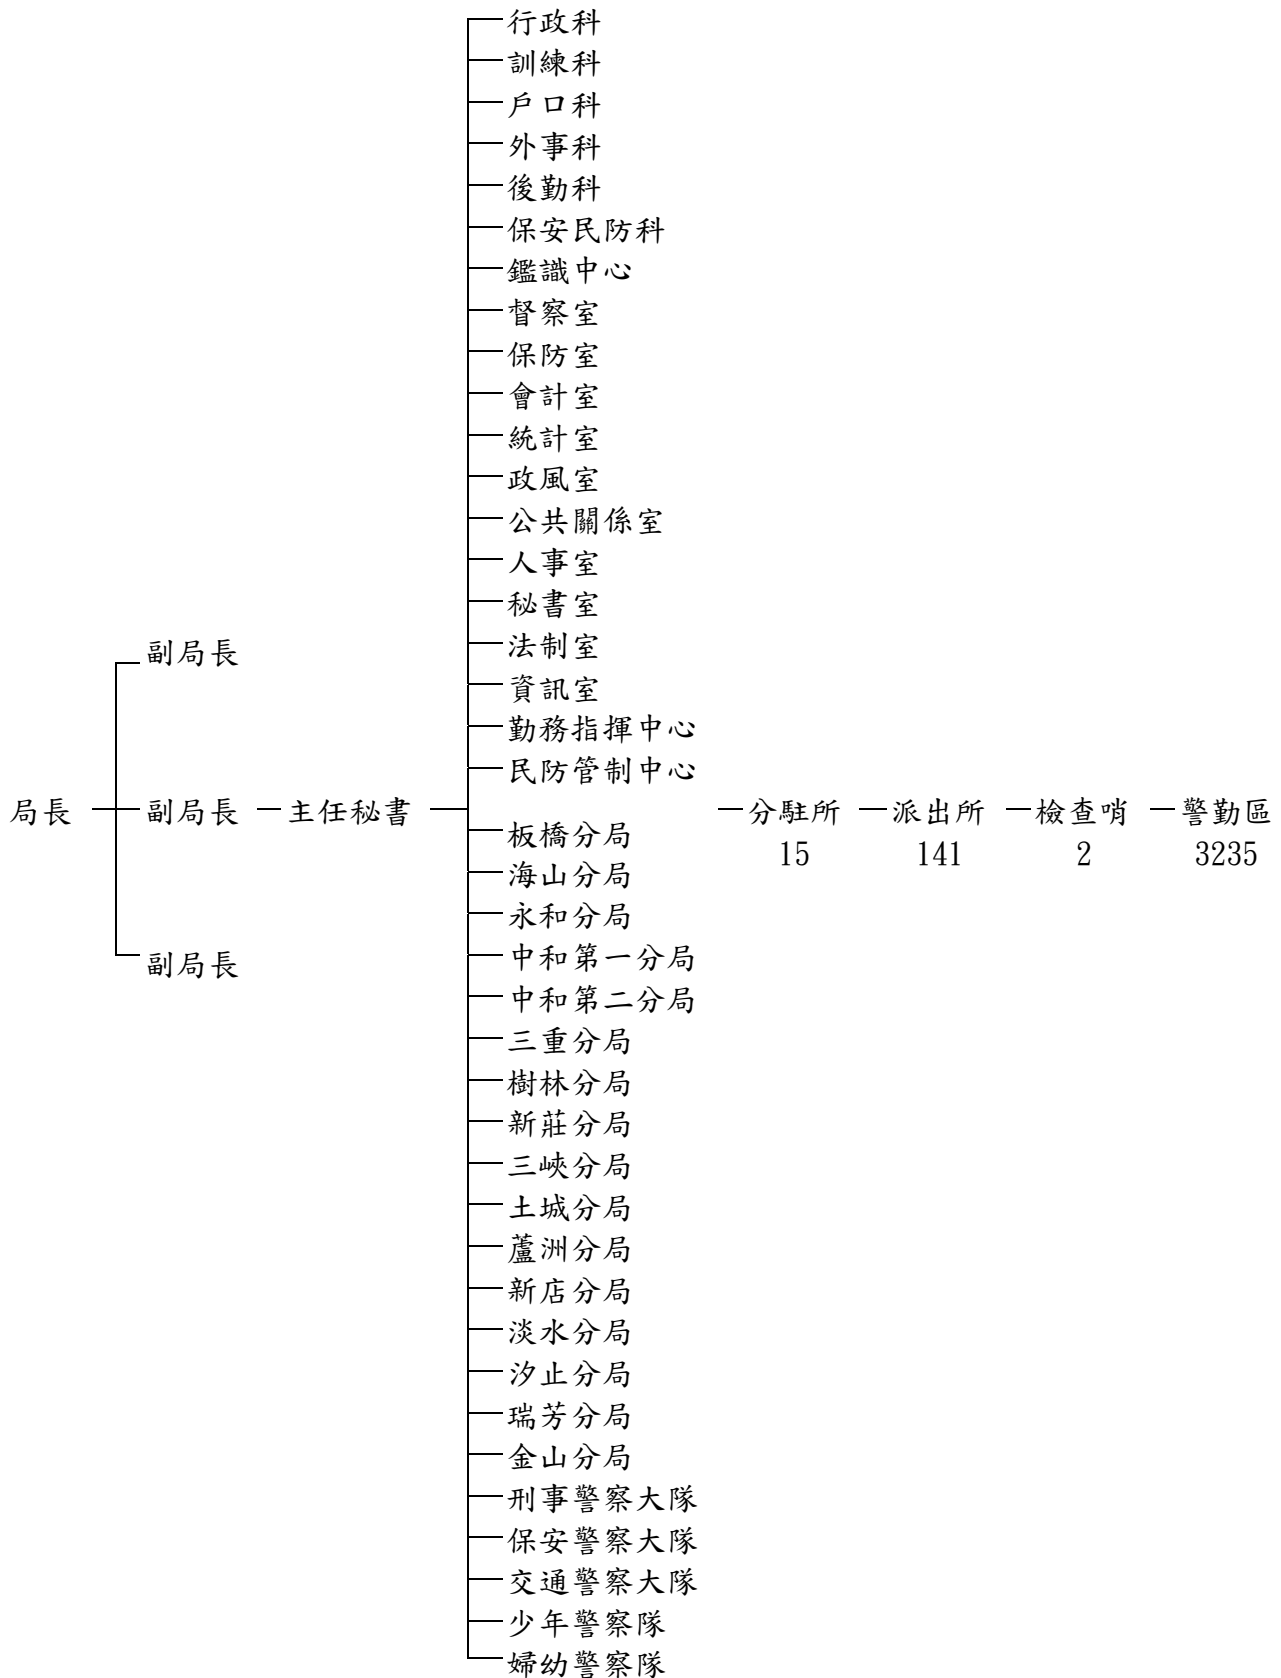 行政科
訓練科
戶口科
外事科
後勤科
保安民防科
鑑識中心
督察室
保防室
會計室
統計室
政風室
公共關係室
人事室
秘書室
法制室
副局長
資訊室
勤務指揮中心
民防管制中心
局長 副局長 主任秘書 分駐所 派出所 檢查哨 警勤區
板橋分局
15 141 2 3235
海山分局
永和分局
中和第一分局
副局長
中和第二分局
三重分局
樹林分局
新莊分局
三峽分局
土城分局
蘆洲分局
新店分局
淡水分局
汐止分局
瑞芳分局
金山分局
刑事警察大隊
保安警察大隊
交通警察大隊
少年警察隊
婦幼警察隊